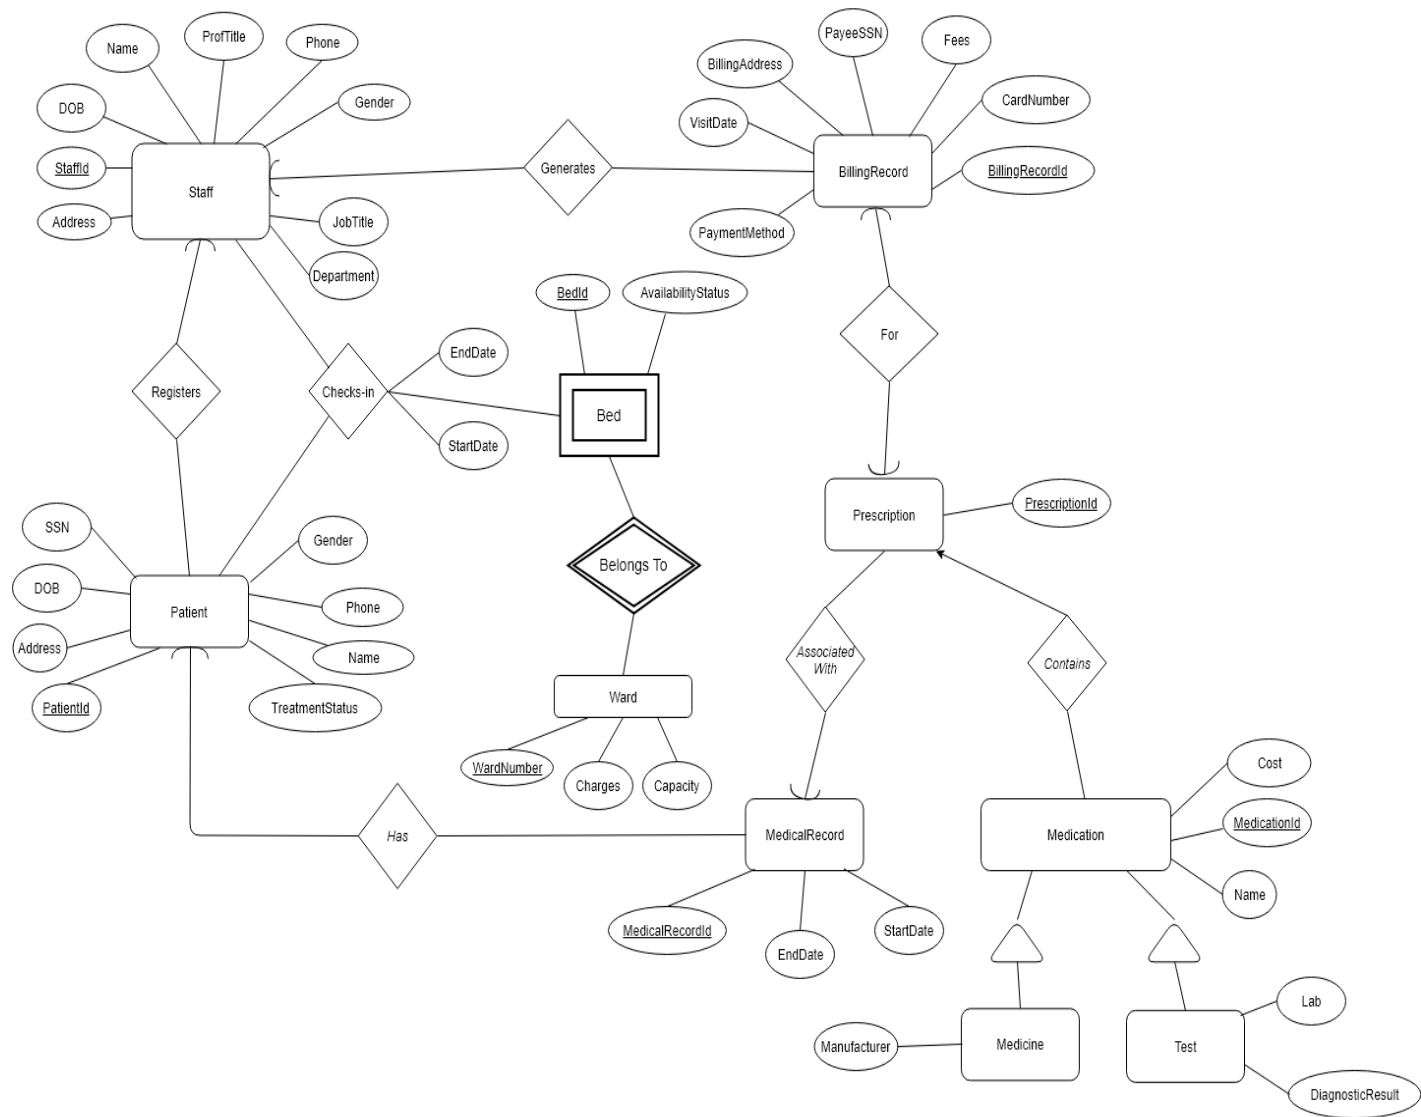 ProfTitle
Name
Phone
DOB
Gender
StaffId
Staff
Address
JobTitle
Department
Generates
PayeeSSN
Fees
BillingAddress
CardNumber
VisitDate
BillingRecord
BillingRecordId
PaymentMethod
BedId
AvailabilityStatus
For
EndDate
Registers
Checks-in
Bed
StartDate
SSN
Gender
DOB
Phone
Patient
Address
Name
PatientId
TreatmentStatus
Prescription
PrescriptionId
Belongs To
Associated
With
Contains
Ward
WardNumber
Charges
Capacity
Has
MedicalRecord
Medication
Cost
MedicationId
Name
MedicalRecordId
EndDate
StartDate
Manufacturer
Medicine
Test
Lab
DiagnosticResult